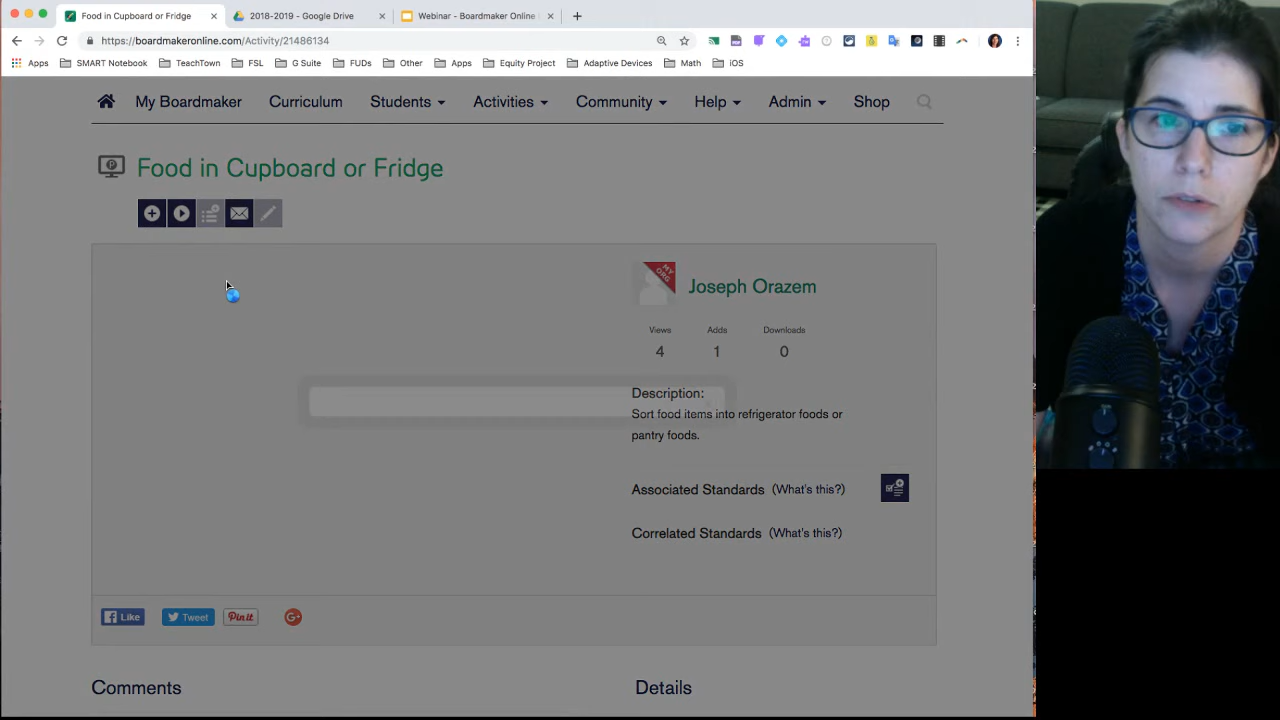 Food in Cupboard or Fridge
2018-2019 - Google Drive
Webinar - Boardmaker Online
https://boardmakeronline.com/Activity/21486134
Apps SMART Notebook TeachTown FSL G Suite FUDs Other Apps Equity Project Adaptive Devices Math iOS
My Boardmaker Curriculum Students Activities Community Help Admin Shop
Food in Cupboard or Fridge
MY ORG
Joseph Orazem
Views Adds Downloads
4 1 0
Description:
Sort food items into refrigerator foods or
pantry foods.
Associated Standards (What's this?)
Correlated Standards (What's this?)
Like Tweet Pin it G+
Comments Details